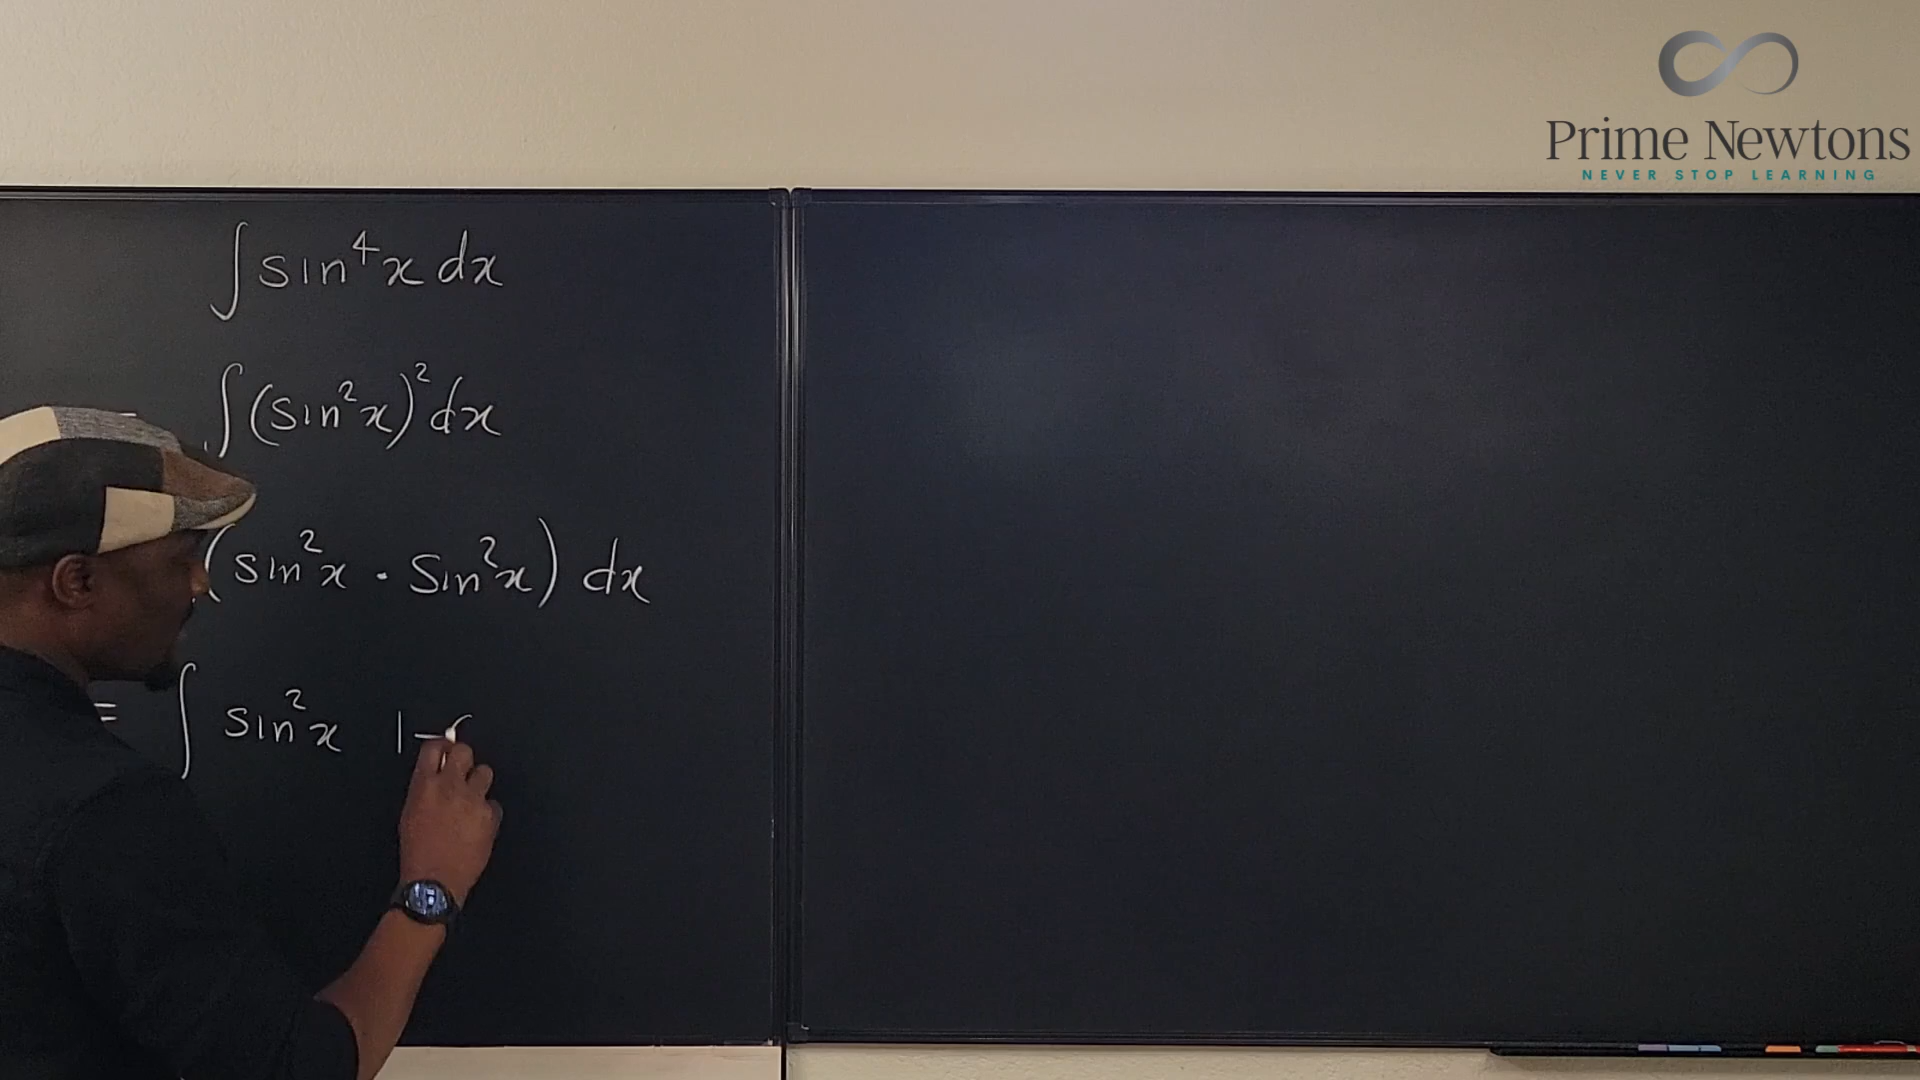 Prime Newtons
NEVER STOP LEARNING
∫ sin⁴x dx
= ∫ (sin²x)² dx
(sin²x · sin²x) dx
= ∫ sin²x 1-